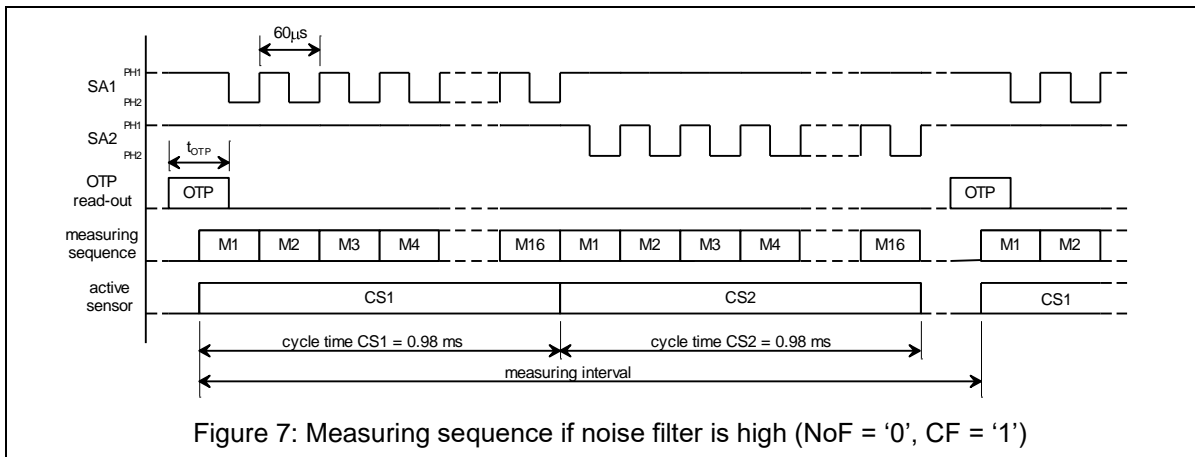 60μs
SA1
PH1
PH2
SA2
PH1
PH2
tOTP
OTP
read-out
OTP
OTP
measuring
sequence
M1 M2 M3 M4 M16 M1 M2 M3 M4 M16 M1 M2
active
sensor
CS1 CS2 CS1
cycle time CS1 = 0.98 ms
cycle time CS2 = 0.98 ms
measuring interval
Figure 7: Measuring sequence if noise filter is high (NoF = ‘0’, CF = ‘1’)